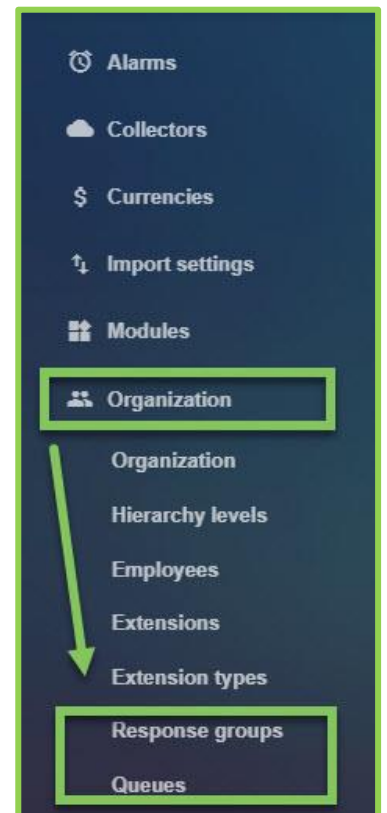 Alarms
Collectors
$ Currencies
Import settings
Modules
Organization
Organization
Hierarchy levels
Employees
Extensions
Extension types
Response groups
Queues